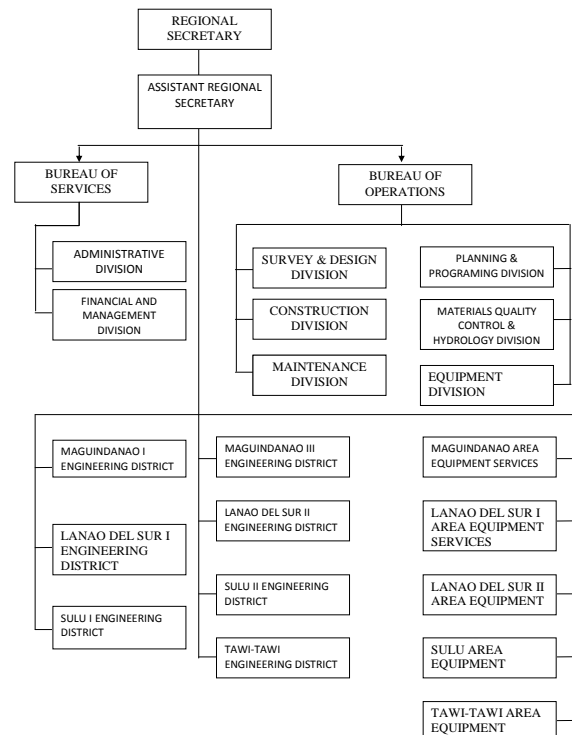 REGIONAL
SECRETARY
ASSISTANT REGIONAL
SECRETARY
BUREAU OF
SERVICES
BUREAU OF
OPERATIONS
ADMINISTRATIVE
DIVISION
FINANCIAL AND
MANAGEMENT
DIVISION
SURVEY & DESIGN
DIVISION
CONSTRUCTION
DIVISION
MAINTENANCE
DIVISION
PLANNING &
PROGRAMING DIVISION
MATERIALS QUALITY
CONTROL &
HYDROLOGY DIVISION
EQUIPMENT
DIVISION
MAGUINDANAO I
ENGINEERING DISTRICT
LANAO DEL SUR I
ENGINEERING
DISTRICT
SULU I ENGINEERING
DISTRICT
MAGUINDANAO III
ENGINEERING DISTRICT
LANAO DEL SUR II
ENGINEERING DISTRICT
SULU II ENGINEERING
DISTRICT
TAWI-TAWI
ENGINEERING DISTRICT
MAGUINDANAO AREA
EQUIPMENT SERVICES
LANAO DEL SUR I
AREA EQUIPMENT
SERVICES
LANAO DEL SUR II
AREA EQUIPMENT
SULU AREA
EQUIPMENT
TAWI-TAWI AREA
EQUIPMENT